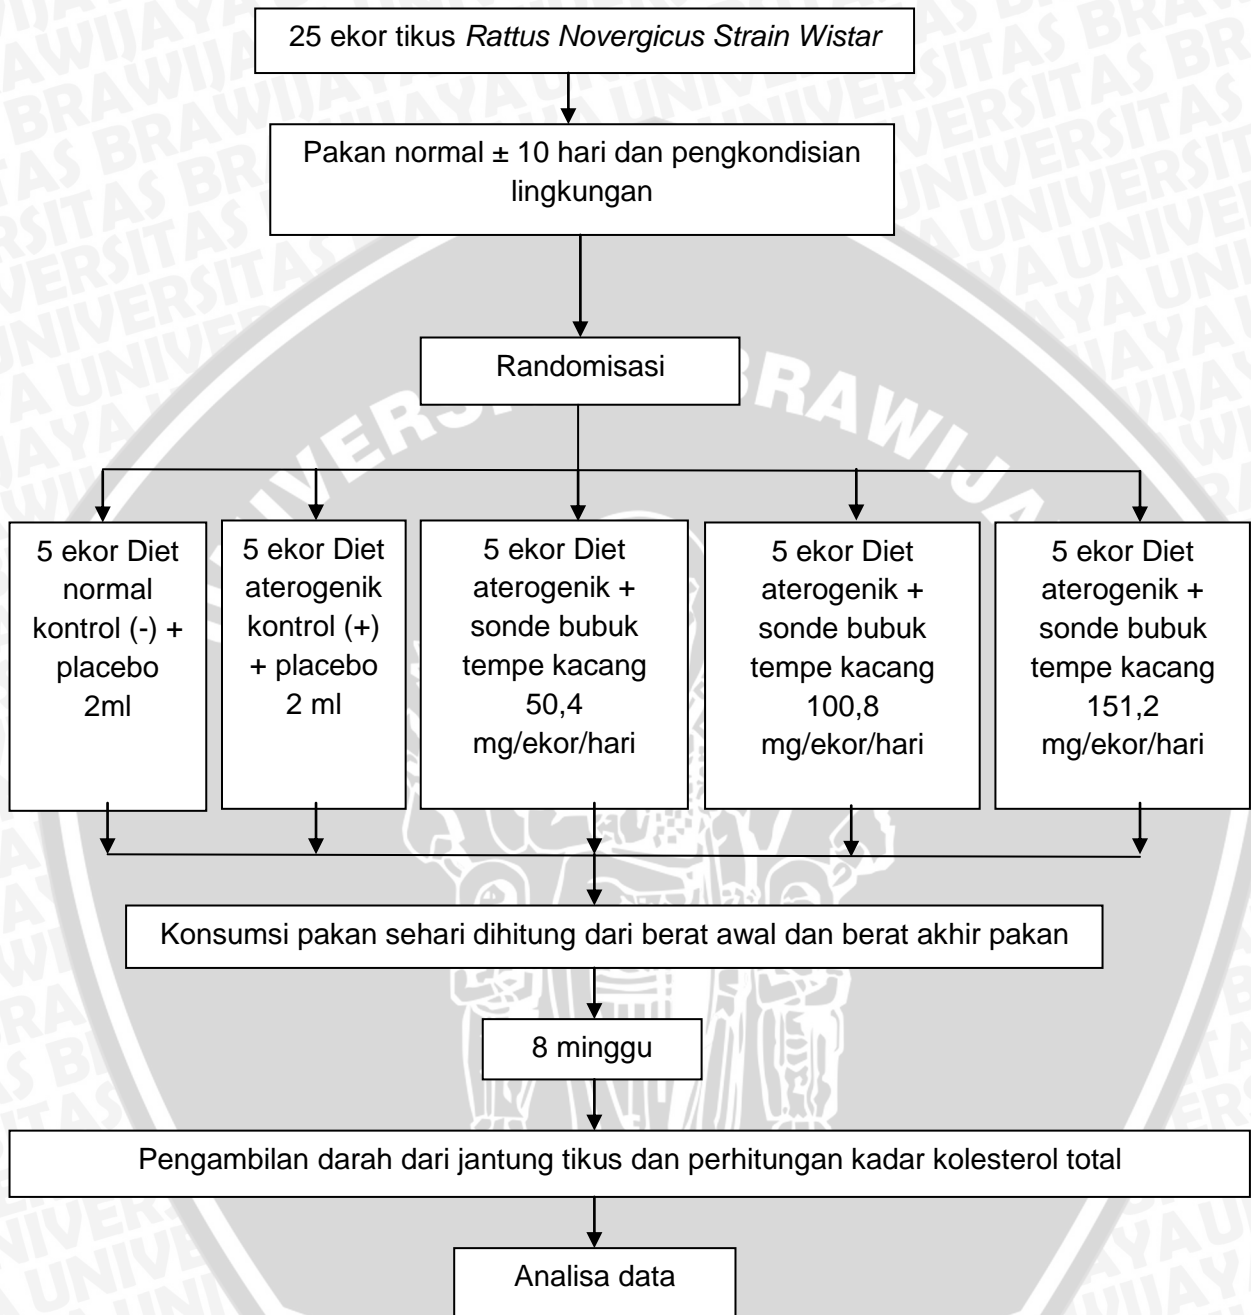 25 ekor tikus Rattus Novergicus Strain Wistar
Pakan normal ± 10 hari dan pengkondisian
lingkungan
Randomisasi
5 ekor Diet
normal
kontrol (-) +
placebo
2ml
5 ekor Diet
aterogenik
kontrol (+)
+ placebo
2 ml
5 ekor Diet
aterogenik +
sonde bubuk
tempe kacang
50,4
mg/ekor/hari
5 ekor Diet
aterogenik +
sonde bubuk
tempe kacang
100,8
mg/ekor/hari
5 ekor Diet
aterogenik +
sonde bubuk
tempe kacang
151,2
mg/ekor/hari
Konsumsi pakan sehari dihitung dari berat awal dan berat akhir pakan
8 minggu
Pengambilan darah dari jantung tikus dan perhitungan kadar kolesterol total
Analisa data